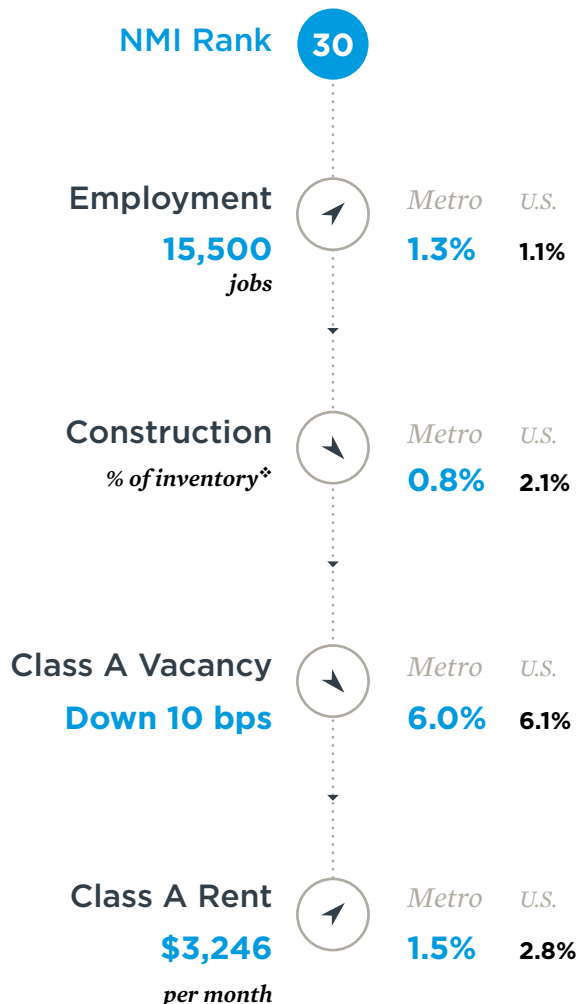 NMI Rank 30
Employment Metro U.S.
15,500 1.3% 1.1%
jobs
Construction Metro U.S.
% of inventory❖ 0.8% 2.1%
Class A Vacancy Metro U.S.
Down 10 bps 6.0% 6.1%
Class A Rent Metro U.S.
$3,246 1.5% 2.8%
per month